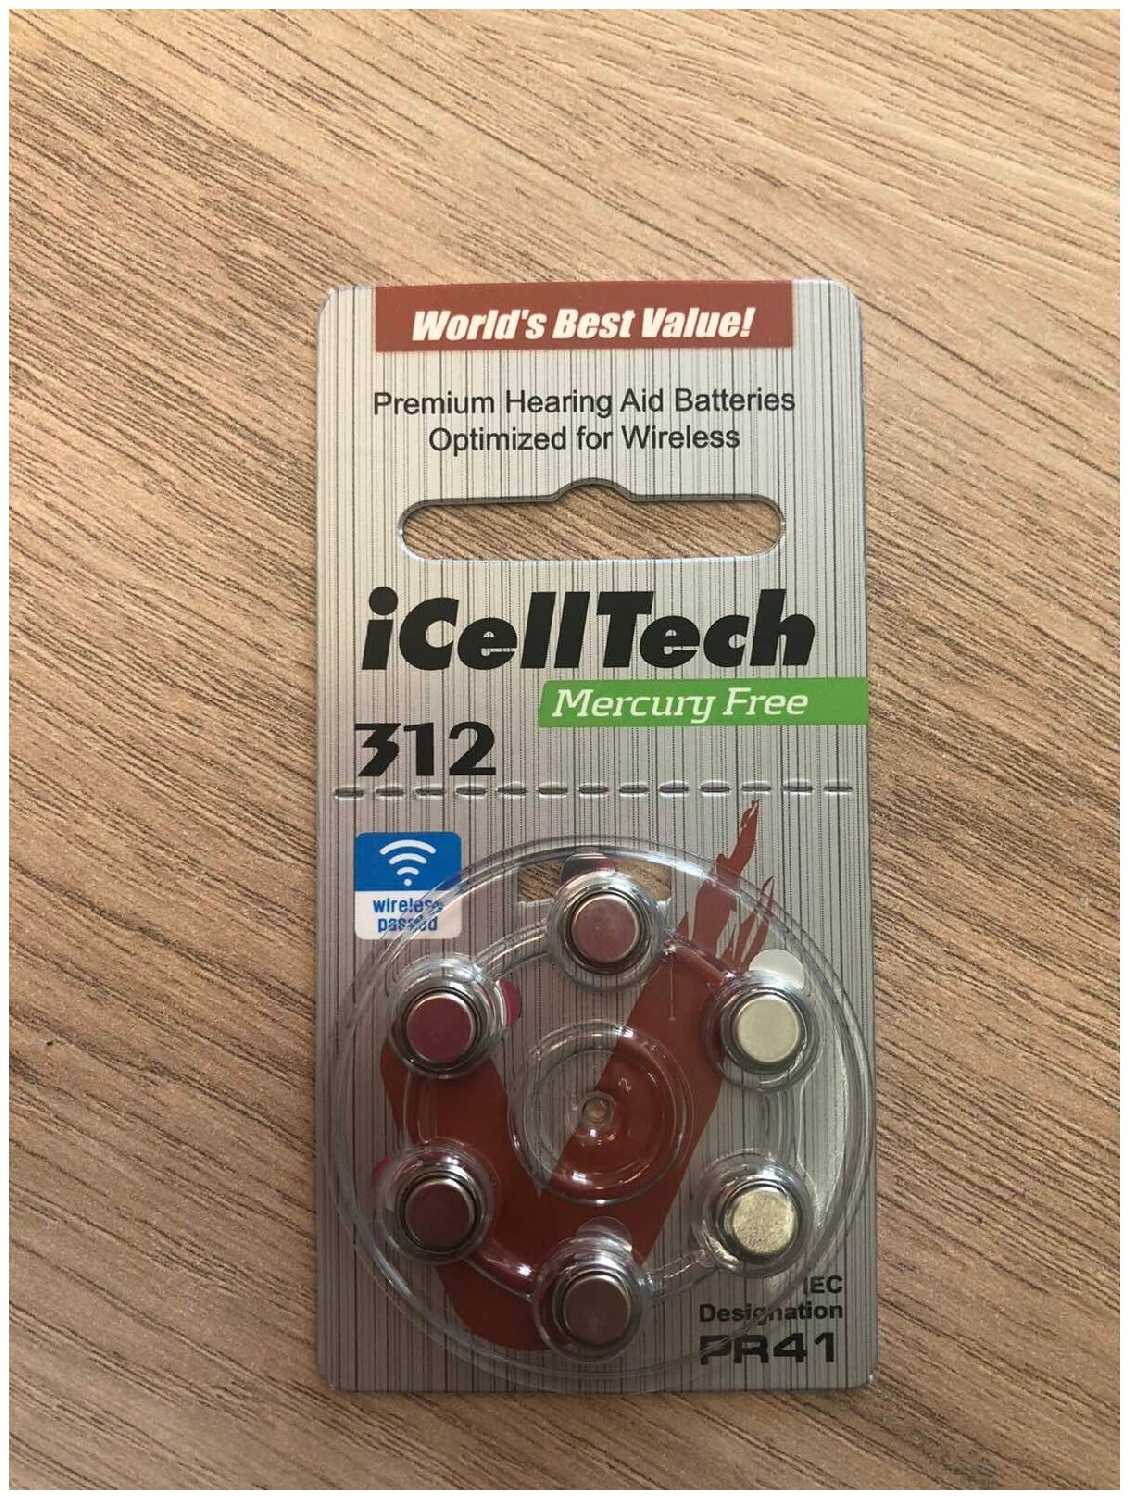 World's Best Value!
Premium Hearing Aid Batteries
Optimized for Wireless
iCellTech
Mercury Free
312
wireless
passed
IEC
Designation
PR41